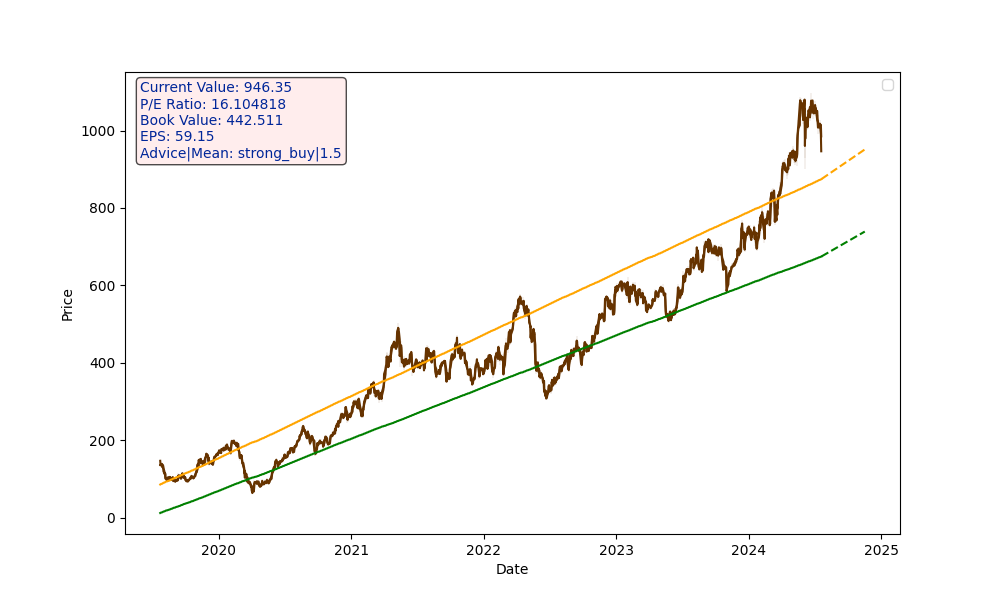 Current Value: 946.35
P/E Ratio: 16.104818
Book Value: 442.511
EPS: 59.15
Advice|Mean: strong_buy|1.5
1000
800
600
400
200
0
Price
2020 2021 2022 2023 2024 2025
Date